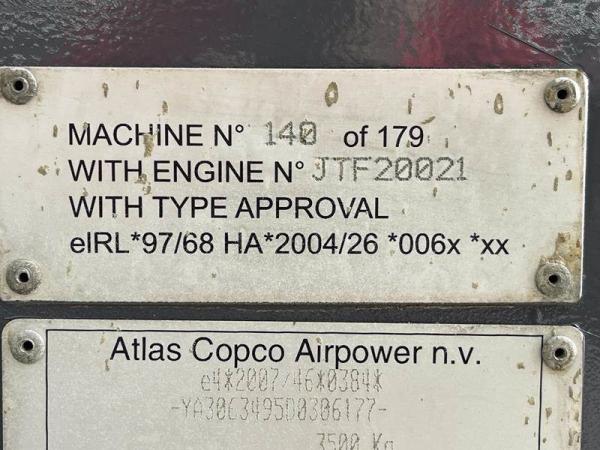 MACHINE N° 140 of 179
WITH ENGINE N° JTF20021
WITH TYPE APPROVAL
eIRL*97/68 HA*2004/26 *006x *xx
Atlas Copco Airpower n.v.
e4*2007/46*0384*
-YA3063495D0306177-
3500 Kg